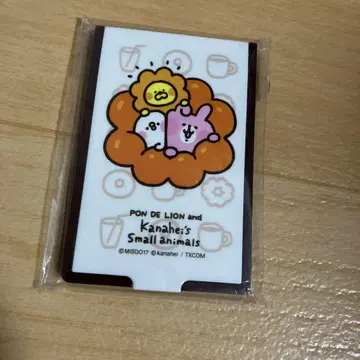 PON DE LION and
Kanahei's
Small animals
©MISDO17 ©kanahei / TXCOM